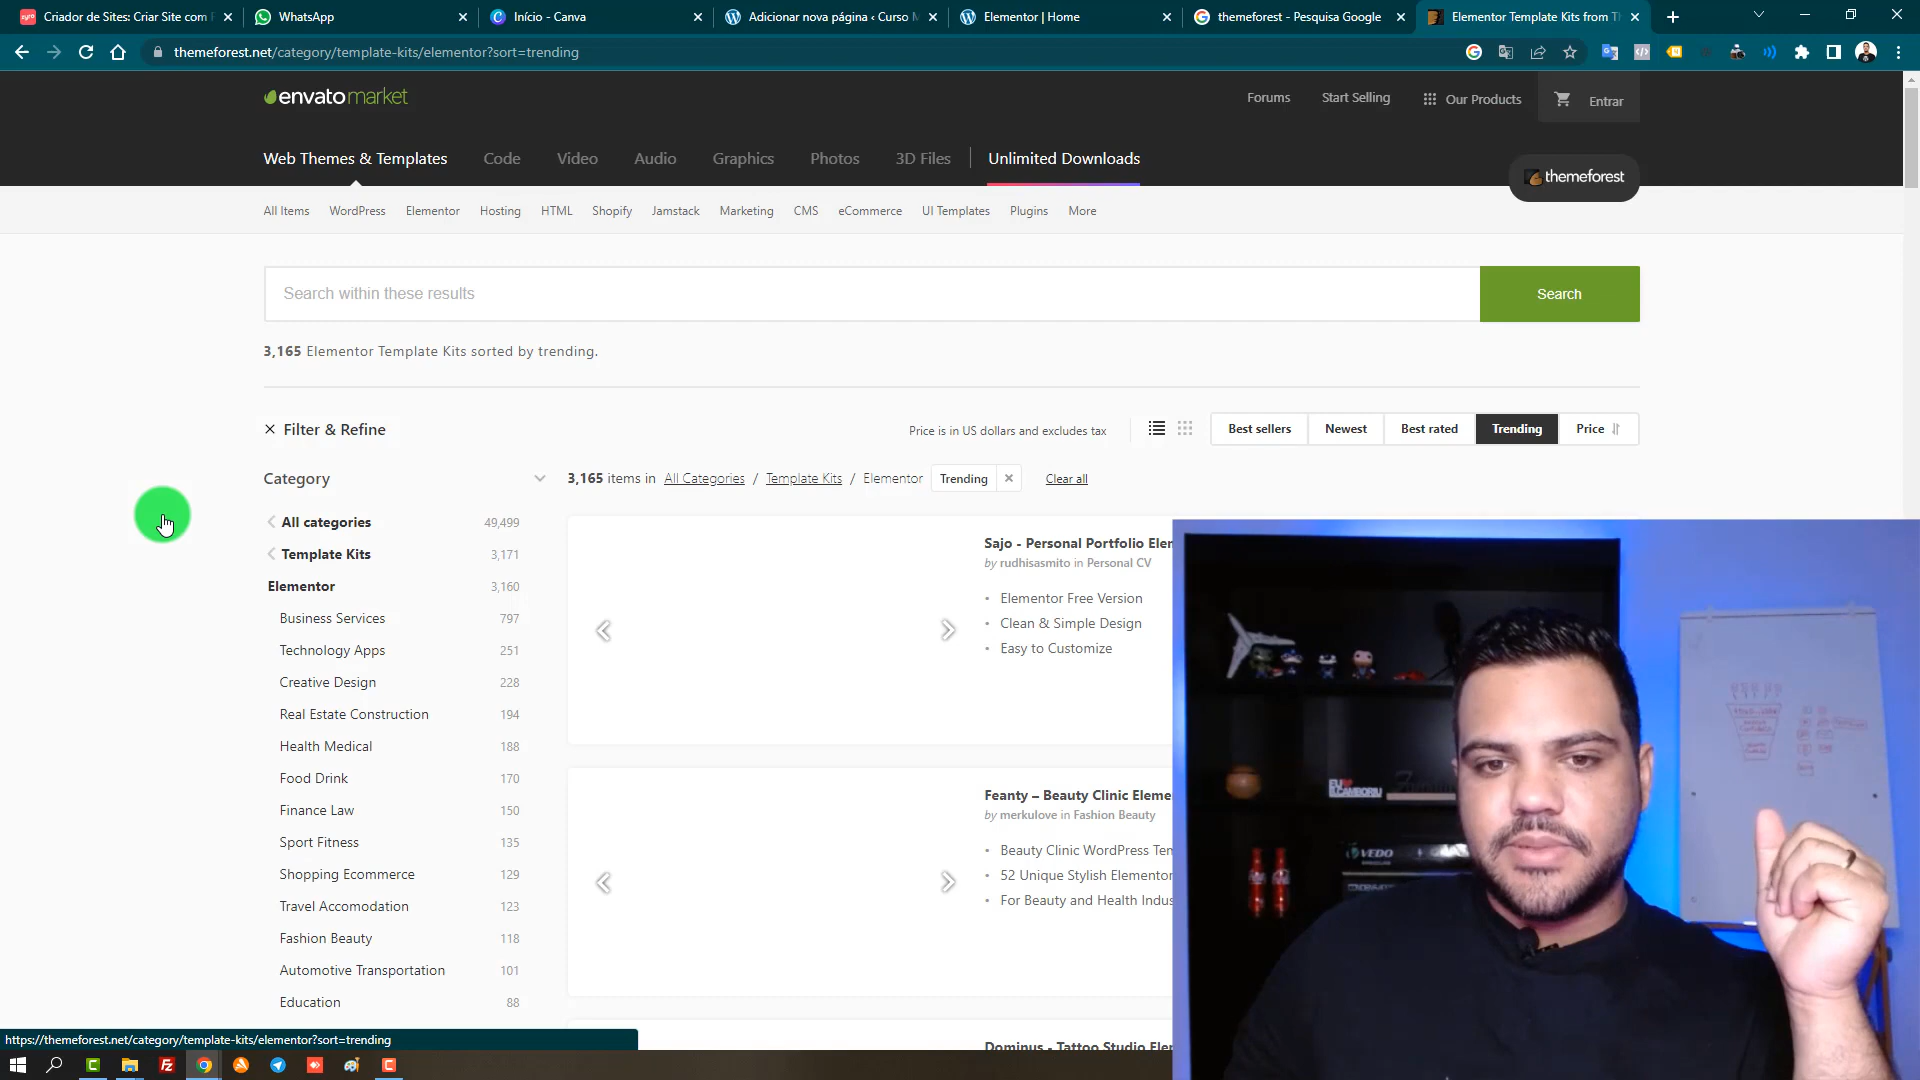 Criador de Sites: Criar Site com
WhatsApp
Início - Canva
Adicionar nova página ‹ Curso
Elementor | Home
themeforest - Pesquisa Google
Elementor Template Kits from T
themeforest.net/category/template-kits/elementor?sort=trending
envato market
Forums
Start Selling
Our Products
Entrar
Web Themes & Templates
Code
Video
Audio
Graphics
Photos
3D Files
Unlimited Downloads
themeforest
All Items
WordPress
Elementor
Hosting
HTML
Shopify
Jamstack
Marketing
CMS
eCommerce
UI Templates
Plugins
More
Search within these results
Search
3,165 Elementor Template Kits sorted by trending.
Filter & Refine
Price is in US dollars and excludes tax
Best sellers
Newest
Best rated
Trending
Price
Category
3,165 items in All Categories / Template Kits / Elementor
Trending
Clear all
All categories 49,499
Template Kits 3,171
Elementor 3,160
Business Services 797
Technology Apps 251
Creative Design 228
Real Estate Construction 194
Health Medical 188
Food Drink 170
Finance Law 150
Sport Fitness 135
Shopping Ecommerce 129
Travel Accomodation 123
Fashion Beauty 118
Automotive Transportation 101
Education 88
Sajo - Personal Portfolio Ele
by rudhisasmito in Personal CV
Elementor Free Version
Clean & Simple Design
Easy to Customize
Feanty – Beauty Clinic Eleme
by merkulove in Fashion Beauty
Beauty Clinic WordPress Te
52 Unique Stylish Elementor
For Beauty and Health Indus
Dominus - Tattoo Studio Ele
EU
B.CAMBORIU
VEDO
https://themeforest.net/category/template-kits/elementor?sort=trending